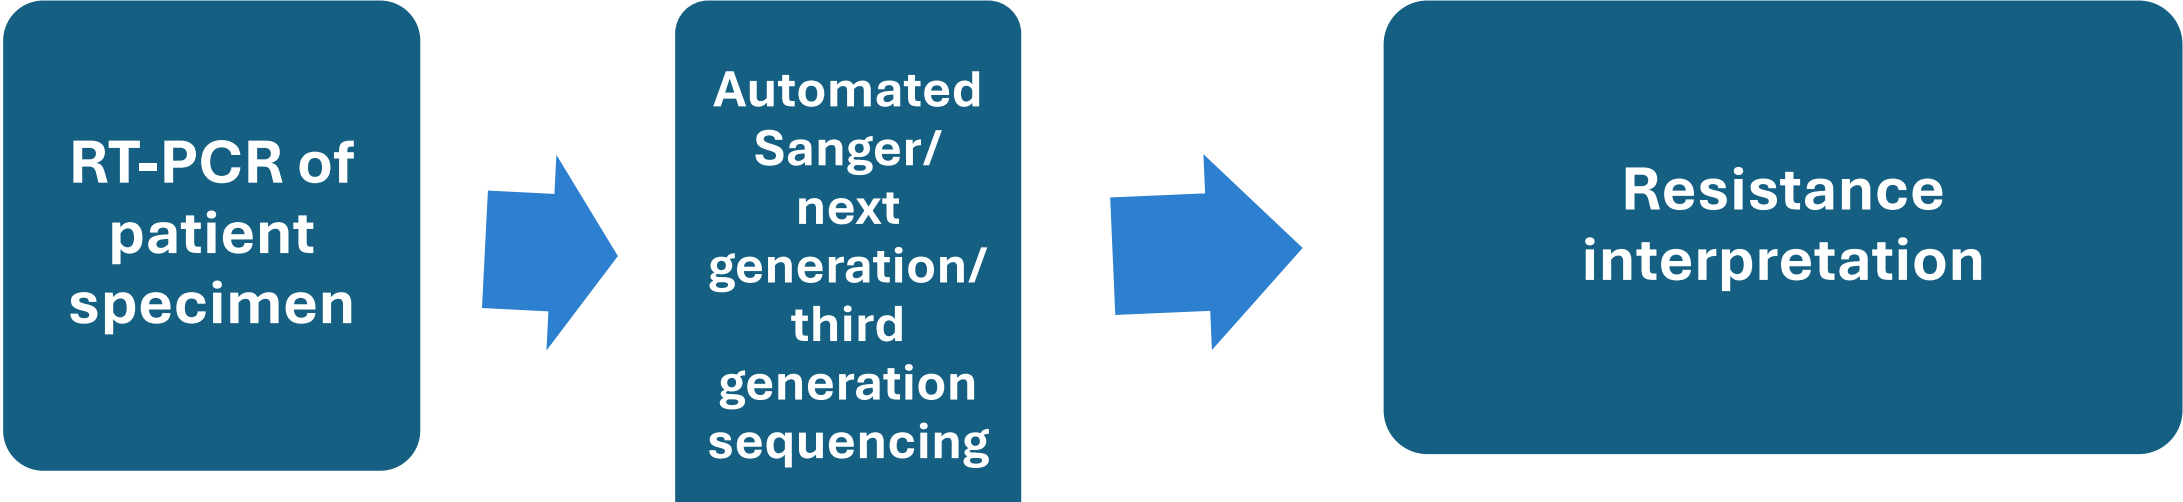 RT-PCR of
patient
specimen
Automated
Sanger/
next
generation/
third
generation
sequencing
Resistance
interpretation